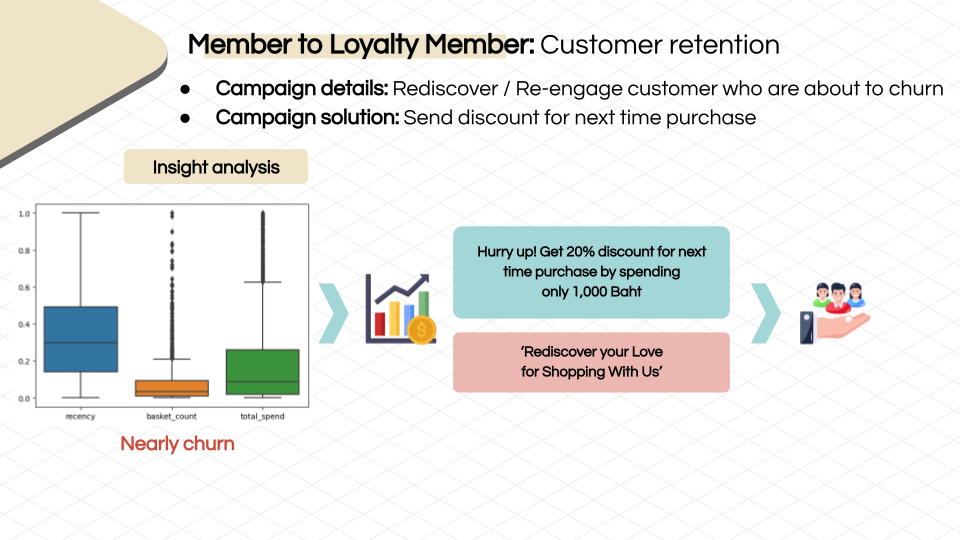 Member to Loyalty Member: Customer retention
● Campaign details: Rediscover / Re-engage customer who are about to churn
● Campaign solution: Send discount for next time purchase
Insight analysis
1.0
0.8
0.6
0.4
0.2
0.0
recency basket_count total_spend
Nearly churn
Hurry up! Get 20% discount for next
time purchase by spending
only 1,000 Baht
‘Rediscover your Love
for Shopping With Us’
$